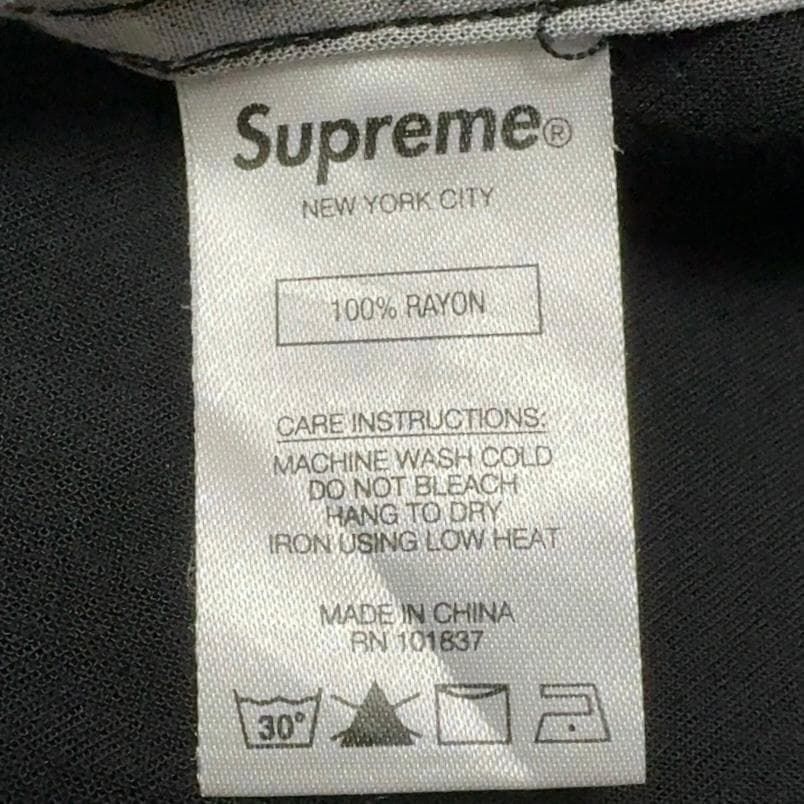 Supreme®
NEW YORK CITY
100% RAYON
CARE INSTRUCTIONS:
MACHINE WASH COLD
DO NOT BLEACH
HANG TO DRY
IRON USING LOW HEAT
MADE IN CHINA
RN 101837
30°